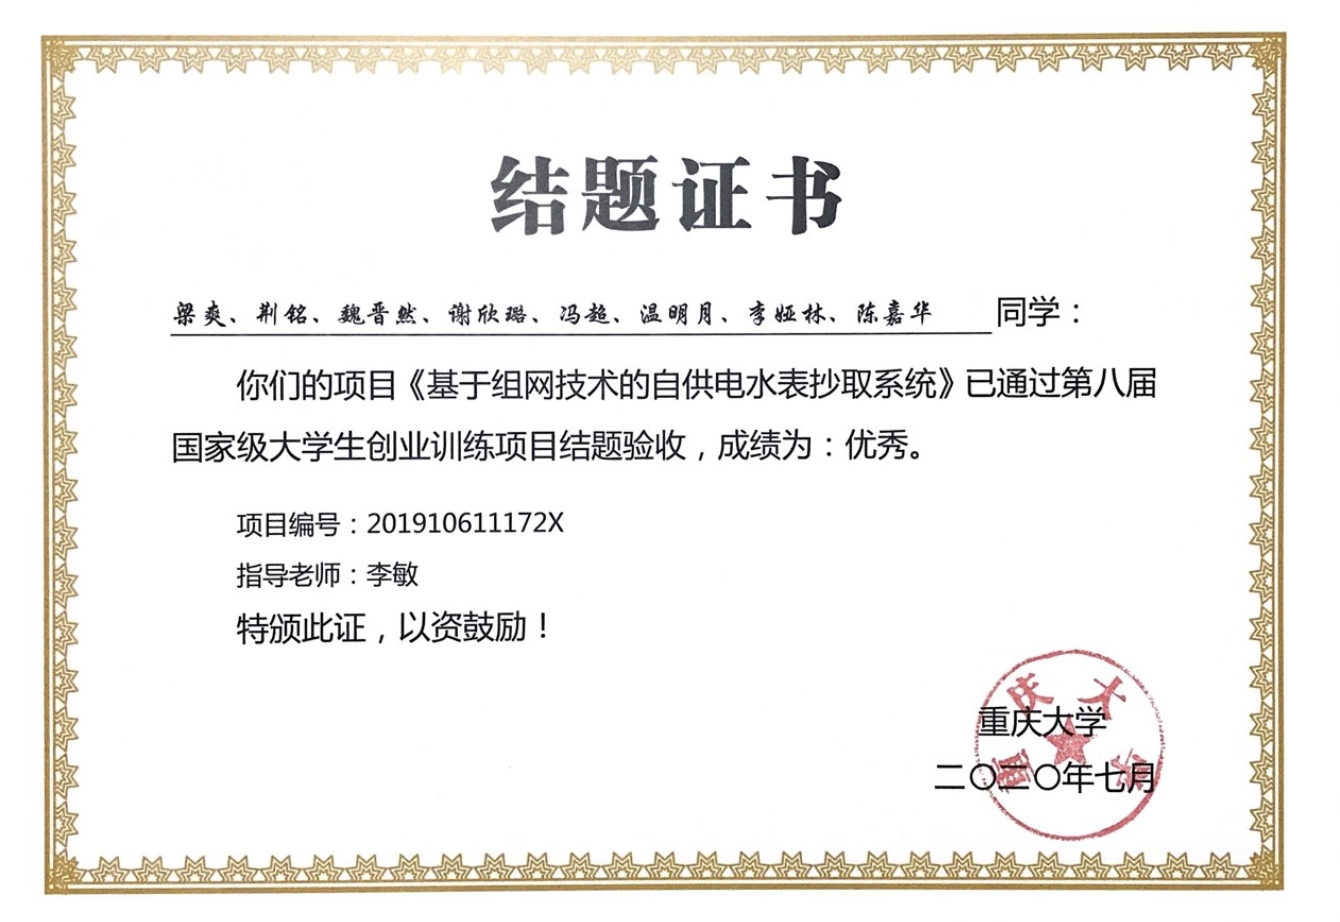 结题证书
梁爽、荆铭、魏晋然、谢欣璐、冯超、温明月、李娅林、陈嘉华 同学：
你们的项目《基于组网技术的自供电水表抄取系统》已通过第八届
国家级大学生创业训练项目结题验收，成绩为：优秀。
项目编号：201910611172X
指导老师：李敏
特颁此证，以资鼓励！
重庆大学
重庆大学
二〇二〇年七月